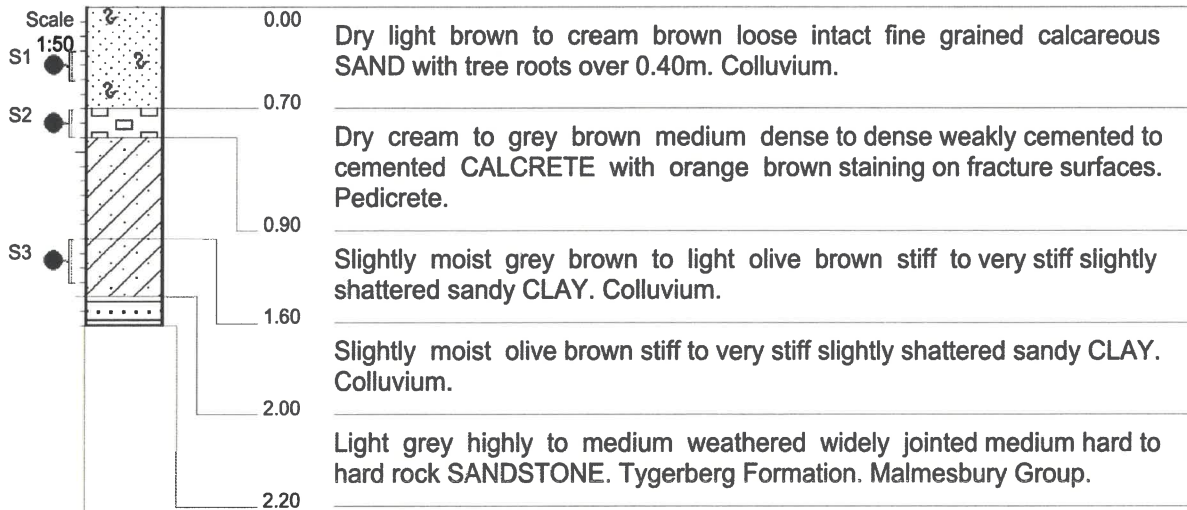 Scale
1:50
0.00
Dry light brown to cream brown loose intact fine grained calcareous
SAND with tree roots over 0.40m. Colluvium.
S1
0.70
S2
Dry cream to grey brown medium dense to dense weakly cemented to
cemented CALCRETE with orange brown staining on fracture surfaces.
Pedicrete.
0.90
S3
Slightly moist grey brown to light olive brown stiff to very stiff slightly
shattered sandy CLAY. Colluvium.
1.60
Slightly moist olive brown stiff to very stiff slightly shattered sandy CLAY.
Colluvium.
2.00
Light grey highly to medium weathered widely jointed medium hard to
hard rock SANDSTONE. Tygerberg Formation. Malmesbury Group.
2.20